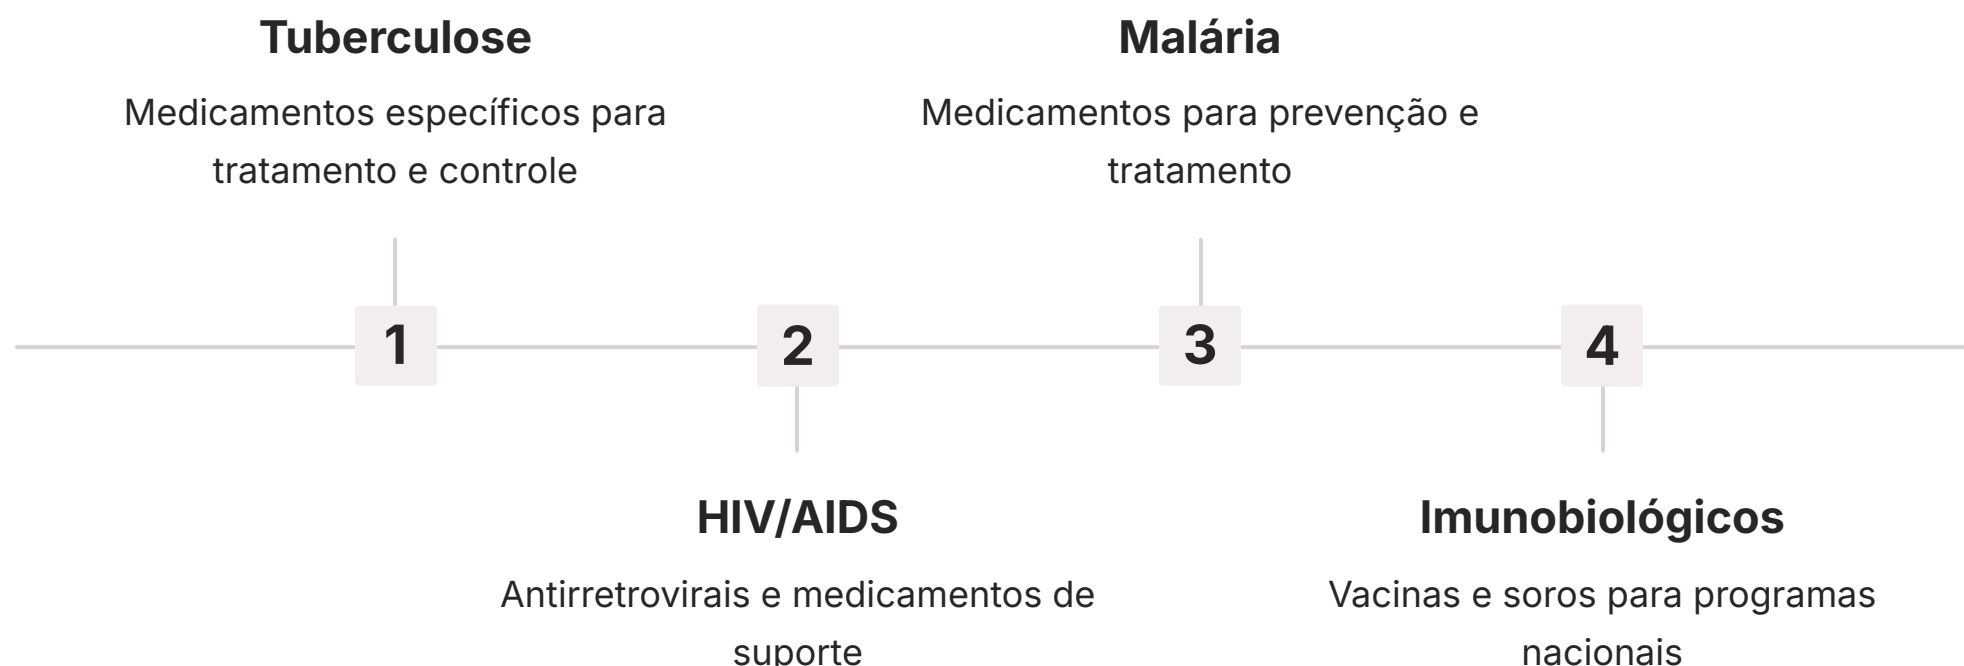 Tuberculose
Medicamentos específicos para
tratamento e controle
Malária
Medicamentos para prevenção e
tratamento
1
2
3
4
HIV/AIDS
Antirretrovirais e medicamentos de
suporte
Imunobiológicos
Vacinas e soros para programas
nacionais